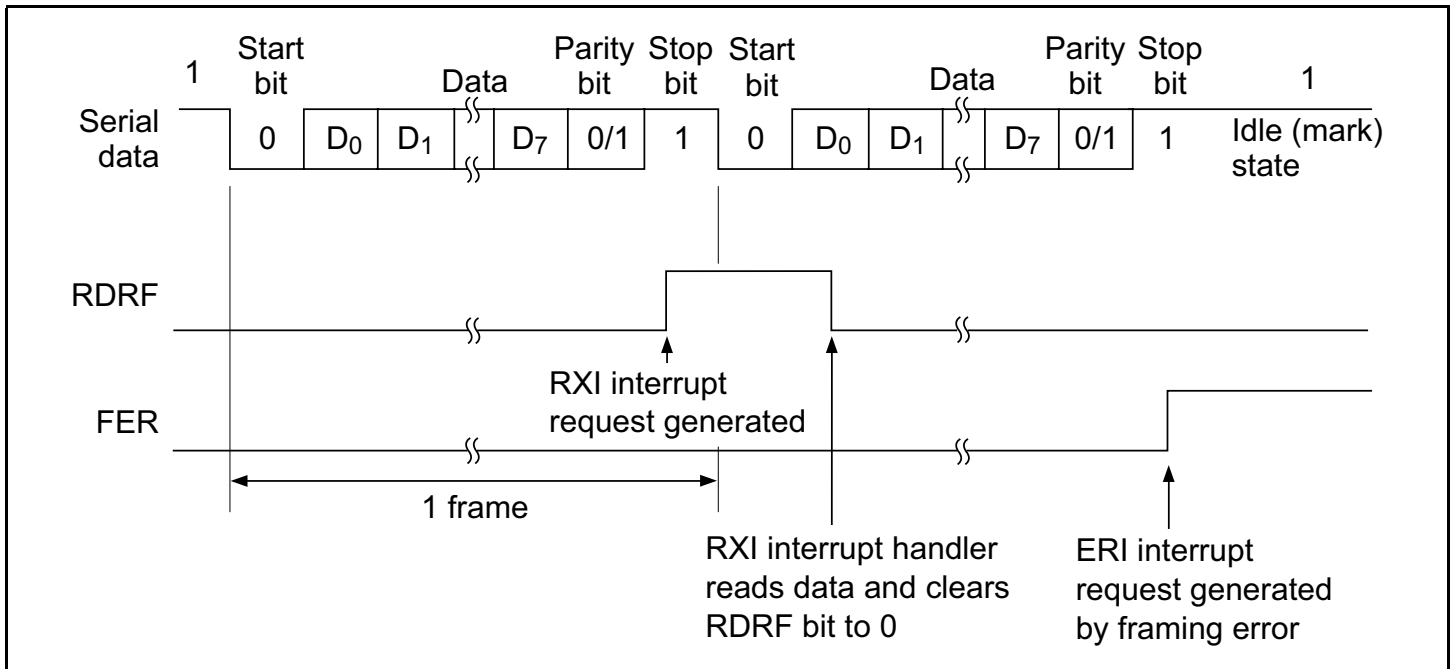 1 Start bit Data Parity bit Stop bit Start bit Data Parity bit Stop bit 1
Serial data 0 D0 D1 D7 0/1 1 0 D0 D1 D7 0/1 1 Idle (mark) state
RDRF
RXI interrupt
request generated
FER
1 frame
RXI interrupt handler
reads data and clears
RDRF bit to 0
ERI interrupt
request generated
by framing error